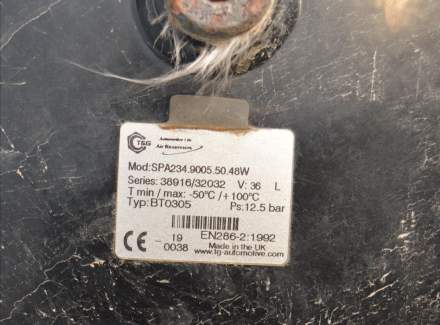 T&G
Automotive Ltd
Air Reservoirs
Mod:SPA234.9005.50.48W
Series: 38916/32032 V: 36 L
T min / max: -50°C /+100°C
Typ:BT0305 Ps:12.5 bar
CE 19 0038
EN286-2:1992
Made in the UK
www.tg-automotive.com